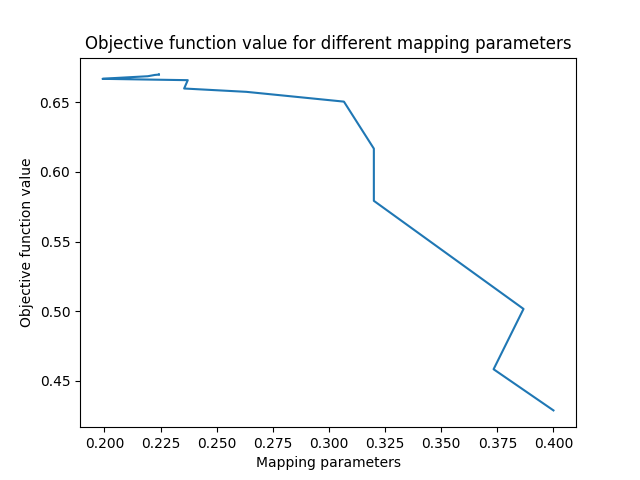 Objective function value for different mapping parameters
Objective function value
0.65
0.60
0.55
0.50
0.45
0.200 0.225 0.250 0.275 0.300 0.325 0.350 0.375 0.400
Mapping parameters